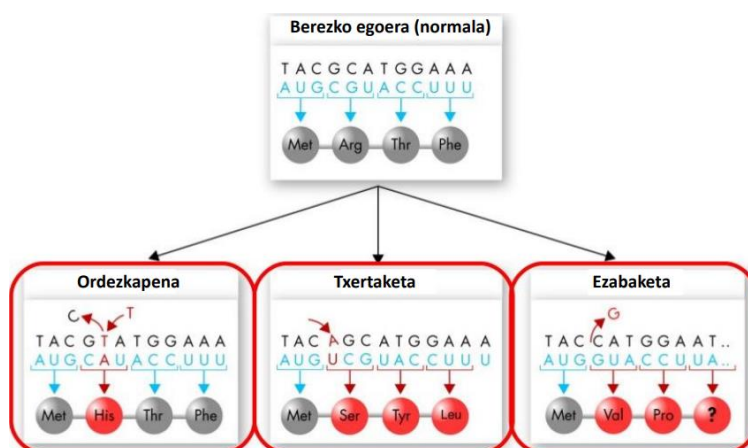 Berezko egoera (normala)
TACGCATGGAAA
AUGCGUACCUUU
Met Arg Thr Phe
Ordezkapena
C T
TACGTATGGAAA
AUGCAUACCUUU
Met His Thr Phe
Txertaketa
TACAGCATGGAAA
AUGUCGUACCUUU
Met Ser Tyr Leu
Ezabaketa
G
TACCATGGAAT..
AUGGUACCUUA..
Met Val Pro ?